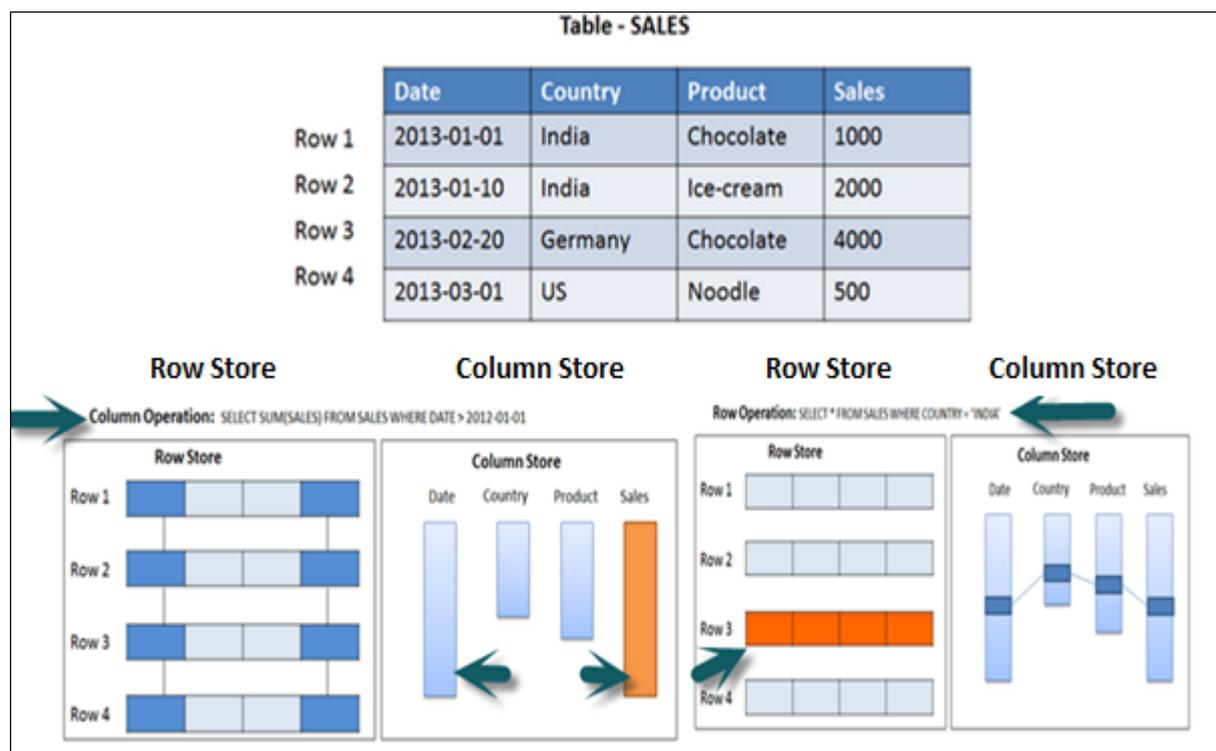 Table - SALES
Date Country Product Sales
Row 1 2013-01-01 India Chocolate 1000
Row 2 2013-01-10 India Ice-cream 2000
Row 3 2013-02-20 Germany Chocolate 4000
Row 4 2013-03-01 US Noodle 500
Row Store Column Store Row Store Column Store
Column Operation: SELECT SUM(SALES) FROM SALES WHERE DATE > 2012-01-01
Row Operation: SELECT * FROM SALES WHERE COUNTRY = 'INDIA'
Row Store
Row 1
Row 2
Row 3
Row 4
Column Store
Date Country Product Sales
Row Store
Row 1
Row 2
Row 3
Row 4
Column Store
Date Country Product Sales